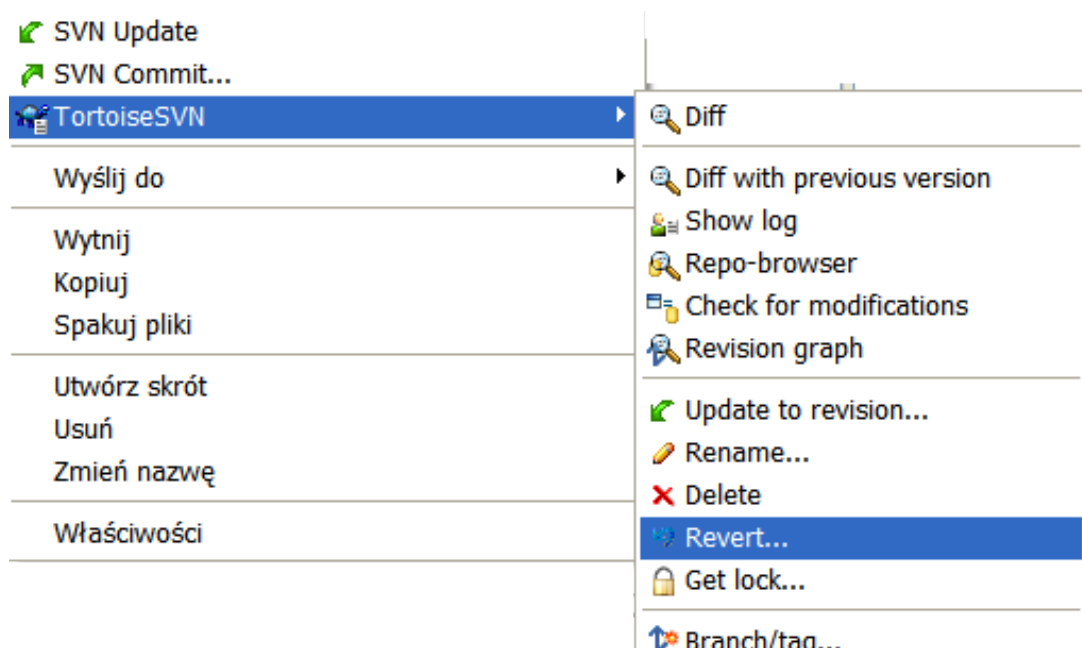 SVN Update
SVN Commit...
TortoiseSVN
Wyślij do
Wytnij
Kopiuj
Spakuj pliki
Utwórz skrót
Usuń
Zmień nazwę
Właściwości
Diff
Diff with previous version
Show log
Repo-browser
Check for modifications
Revision graph
Update to revision...
Rename...
Delete
Revert...
Get lock...
Branch/tag...